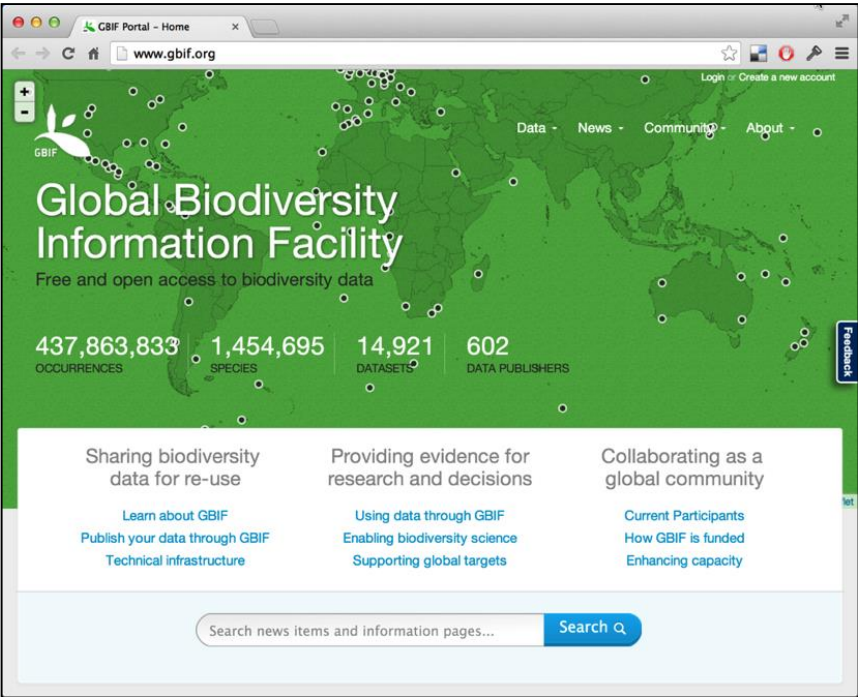 GBIF Portal - Home
www.gbif.org
Login or Create a new account
+
-
GBIF
Data
News
Community
About
Global Biodiversity
Information Facility
Free and open access to biodiversity data
437,863,833
OCCURRENCES
1,454,695
SPECIES
14,921
DATASETS
602
DATA PUBLISHERS
Feedback
Sharing biodiversity
data for re-use
Learn about GBIF
Publish your data through GBIF
Technical infrastructure
Providing evidence for
research and decisions
Using data through GBIF
Enabling biodiversity science
Supporting global targets
Collaborating as a
global community
Current Participants
How GBIF is funded
Enhancing capacity
Search news items and information pages...
Search